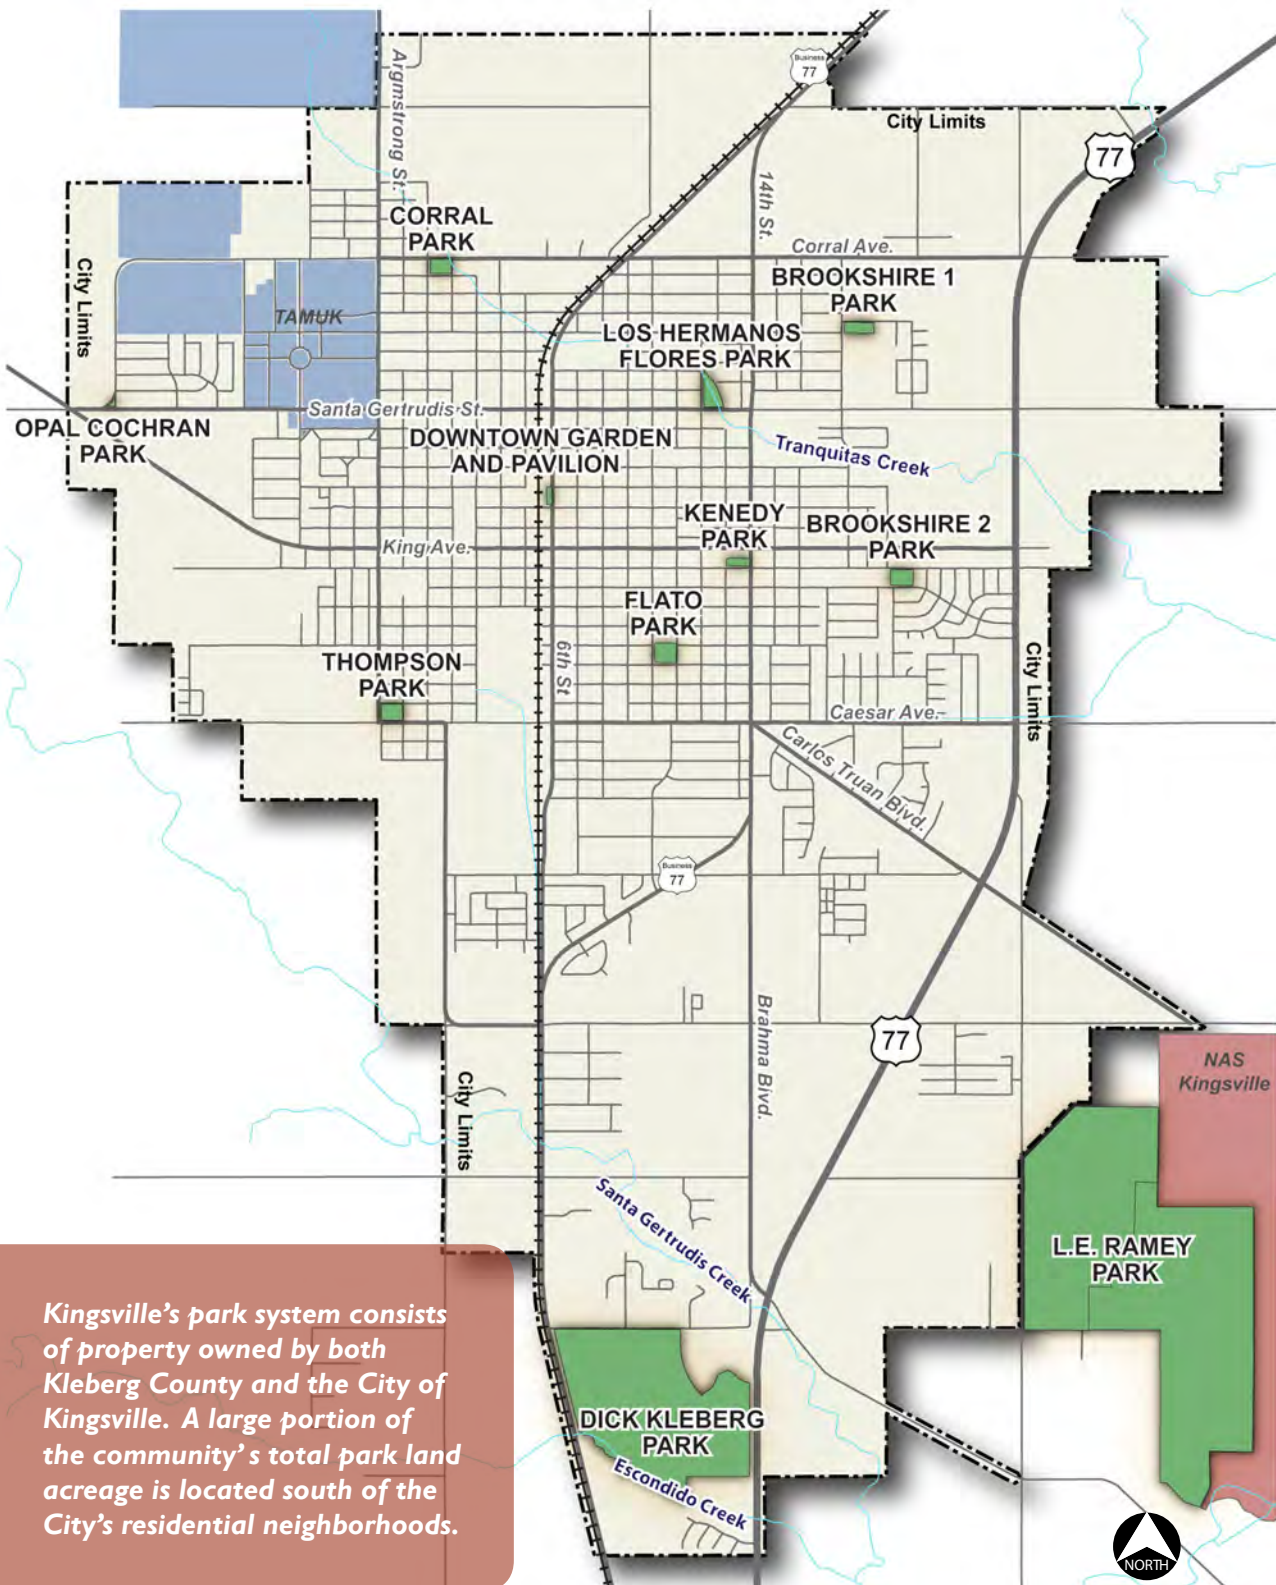 Business
77
City Limits
77
Argmstrong St.
14th St.
CORRAL
PARK
Corral Ave.
City Limits
BROOKSHIRE 1
PARK
TAMUK
LOS HERMANOS
FLORES PARK
Santa Gertrudis St.
OPAL COCHRAN
PARK
DOWNTOWN GARDEN
AND PAVILION
Tranquitas Creek
KENEDY
PARK
BROOKSHIRE 2
PARK
King Ave.
FLATO
PARK
6th St
THOMPSON
PARK
City Limits
Caesar Ave.
Carlos Truan Blvd.
Business
77
Brahma Blvd.
77
NAS
Kingsville
City Limits
Santa Gertrudis Creek
L.E. RAMEY
PARK
DICK KLEBERG
PARK
Escondido Creek
Kingsville's park system consists
of property owned by both
Kleberg County and the City of
Kingsville. A large portion of
the community' s total park land
acreage is located south of the
City's residential neighborhoods.
NORTH